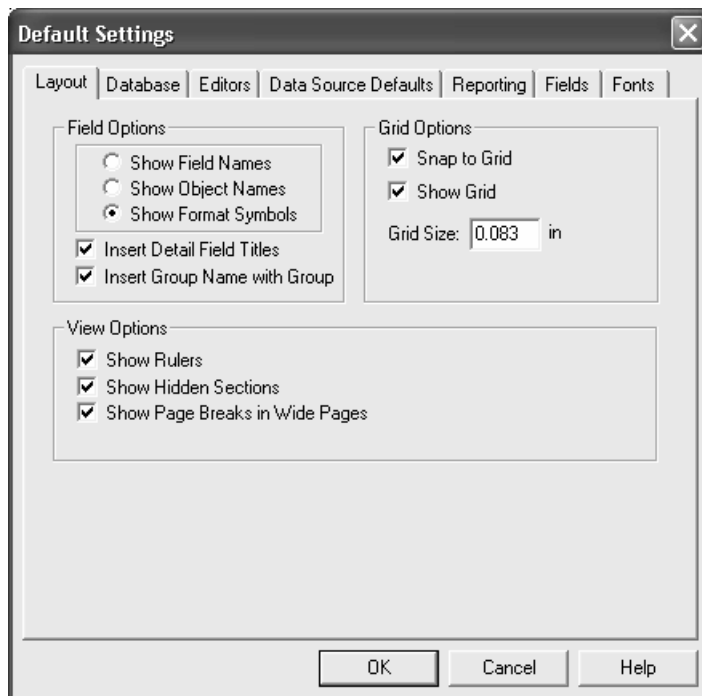 Default Settings
Layout Database Editors Data Source Defaults Reporting Fields Fonts
Field Options
Show Field Names
Show Object Names
Show Format Symbols
Insert Detail Field Titles
Insert Group Name with Group
Grid Options
Snap to Grid
Show Grid
Grid Size: 0.083 in
View Options
Show Rulers
Show Hidden Sections
Show Page Breaks in Wide Pages
OK Cancel Help